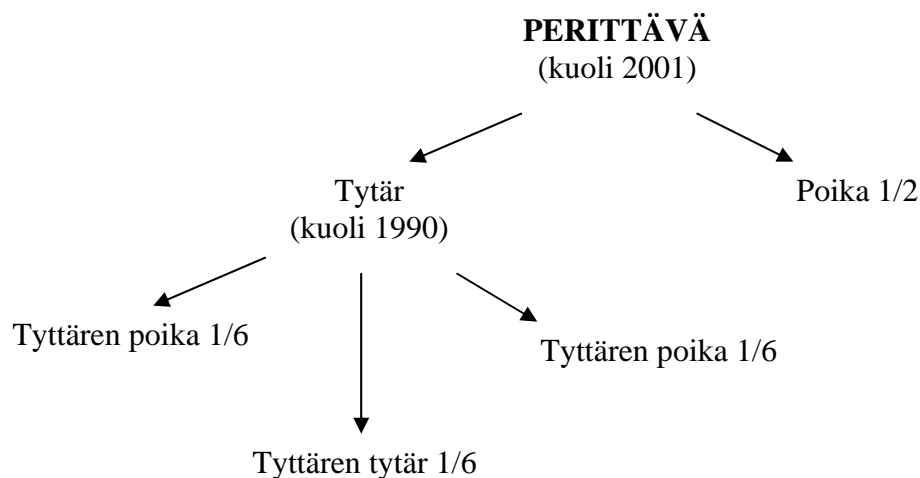 PERITTÄVÄ
(kuoli 2001)
Tytär
(kuoli 1990)
Poika 1/2
Tyttären poika 1/6
Tyttären poika 1/6
Tyttären tytär 1/6